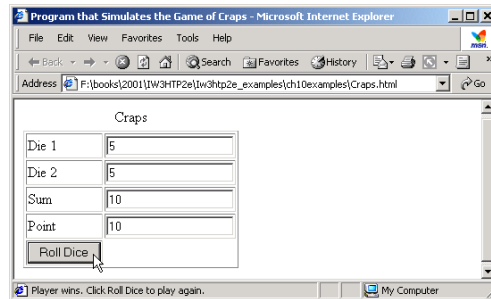 Program that Simulates the Game of Craps - Microsoft Internet Explorer
File Edit View Favorites Tools Help
msn
Back Search Favorites History
Address F:\books\2001\IW3HTP2e\Iw3htp2e_examples\ch10examples\Craps.html Go
Craps
Die 1 5
Die 2 5
Sum 10
Point 10
Roll Dice
Player wins. Click Roll Dice to play again. My Computer